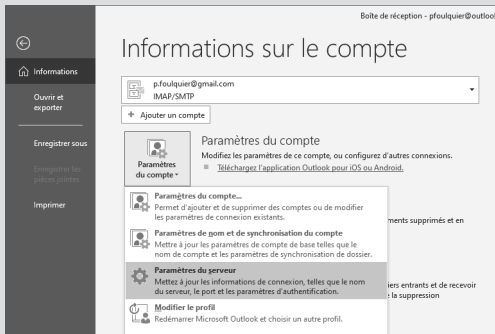 Boîte de réception - pfoulquier@outlook
Informations sur le compte
Informations
Ouvrir et
exporter
Enregistrer sous
Enregistrer les
pièces jointes
Imprimer
p.foulquier@gmail.com
IMAP/SMTP
+ Ajouter un compte
Paramètres
du compte
Paramètres du compte
Modifiez les paramètres de ce compte, ou configurez d'autres connexions.
Téléchargez l'application Outlook pour iOS ou Android.
Paramètres du compte...
Permet d'ajouter et de supprimer des comptes ou de modifier
les paramètres de connexion existants.
Paramètres de nom et de synchronisation du compte
Mettre à jour les paramètres de compte de base telles que le
nom de compte et les paramètres de synchronisation de dossier.
ments supprimés et en
Paramètres du serveur
Mettez à jour les informations de connexion, telles que le nom
du serveur, le port et les paramètres d'authentification.
iers entrants et de recevoir
e la suppression
Modifier le profil
Redémarrer Microsoft Outlook et choisir un autre profil.